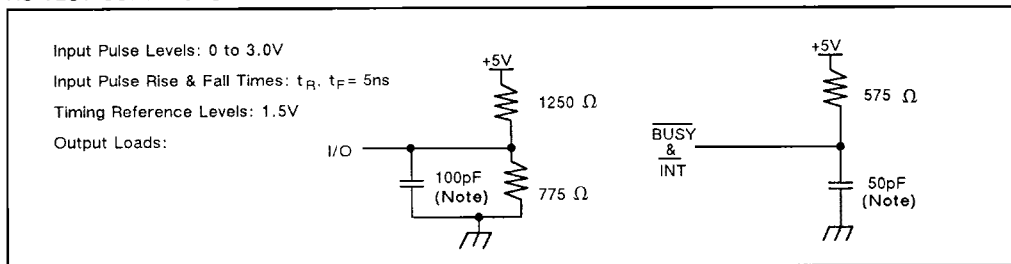 Input Pulse Levels: 0 to 3.0V
Input Pulse Rise & Fall Times: tR, tF= 5ns
Timing Reference Levels: 1.5V
Output Loads:
+5V
1250 Ω
I/O
100pF
(Note)
775 Ω
+5V
575 Ω
BUSY
&
INT
50pF
(Note)